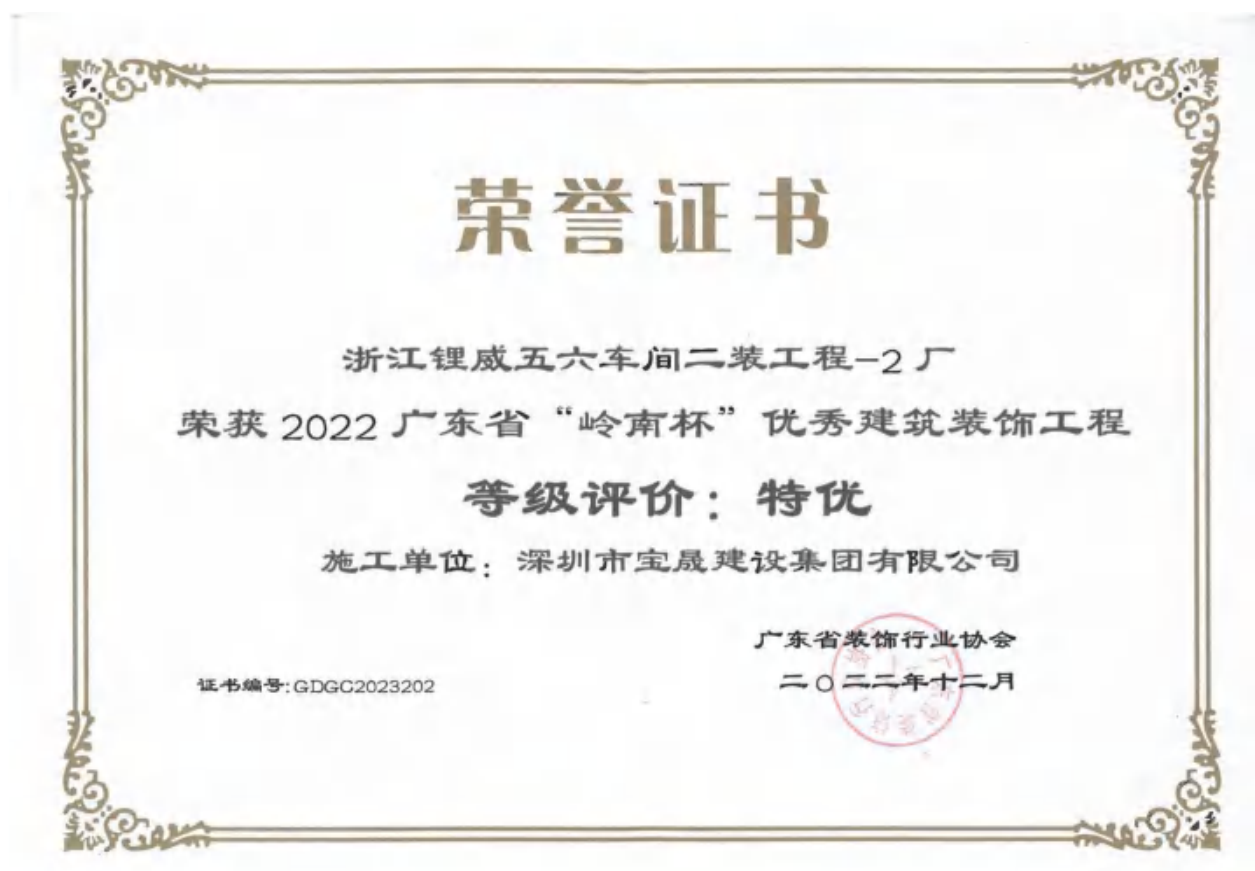 荣誉证书
浙江锂威五六车间二装工程-2厂
荣获2022广东省“岭南杯”优秀建筑装饰工程
等级评价：特优
施工单位：深圳市宝晟建设集团有限公司
广东省装饰行业协会
证书编号:GDGC2023202
二〇二二年十二月